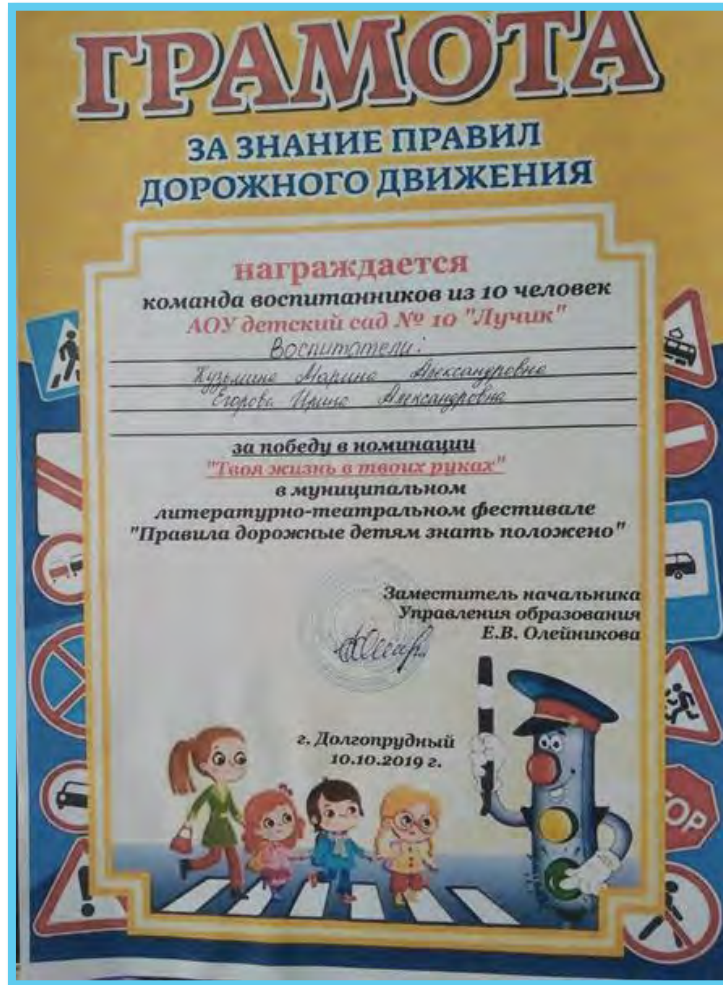 ГРАМОТА
ЗА ЗНАНИЕ ПРАВИЛ
ДОРОЖНОГО ДВИЖЕНИЯ
награждается
команда воспитанников из 10 человек
АОУ детский сад № 10 "Лучик"
Воспитатели:
Кузьмина Марина Александровна
Егорова Ирина Александровна
за победу в номинации
"Твоя жизнь в твоих руках"
в муниципальном
литературно-театральном фестивале
"Правила дорожные детям знать положено"
Заместитель начальника
Управления образования
Е.В. Олейникова
г. Долгопрудный
10.10.2019 г.